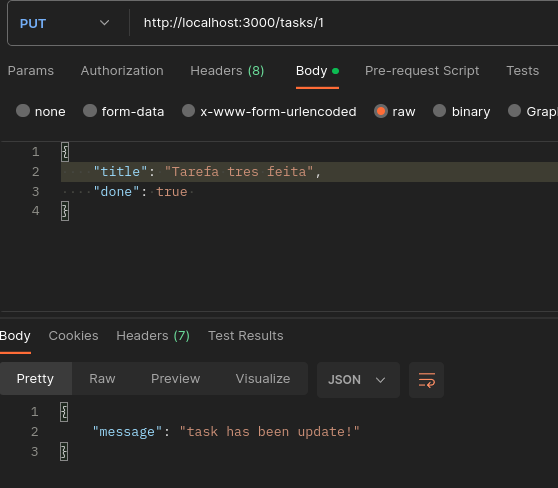 PUT http://localhost:3000/tasks/1
Params Authorization Headers (8) Body Pre-request Script Tests
none form-data x-www-form-urlencoded raw binary Grap
1 {
2 "title": "Tarefa tres feita",
3 "done": true
4 }
Body Cookies Headers (7) Test Results
Pretty Raw Preview Visualize JSON
1 {
2 "message": "task has been update!"
3 }